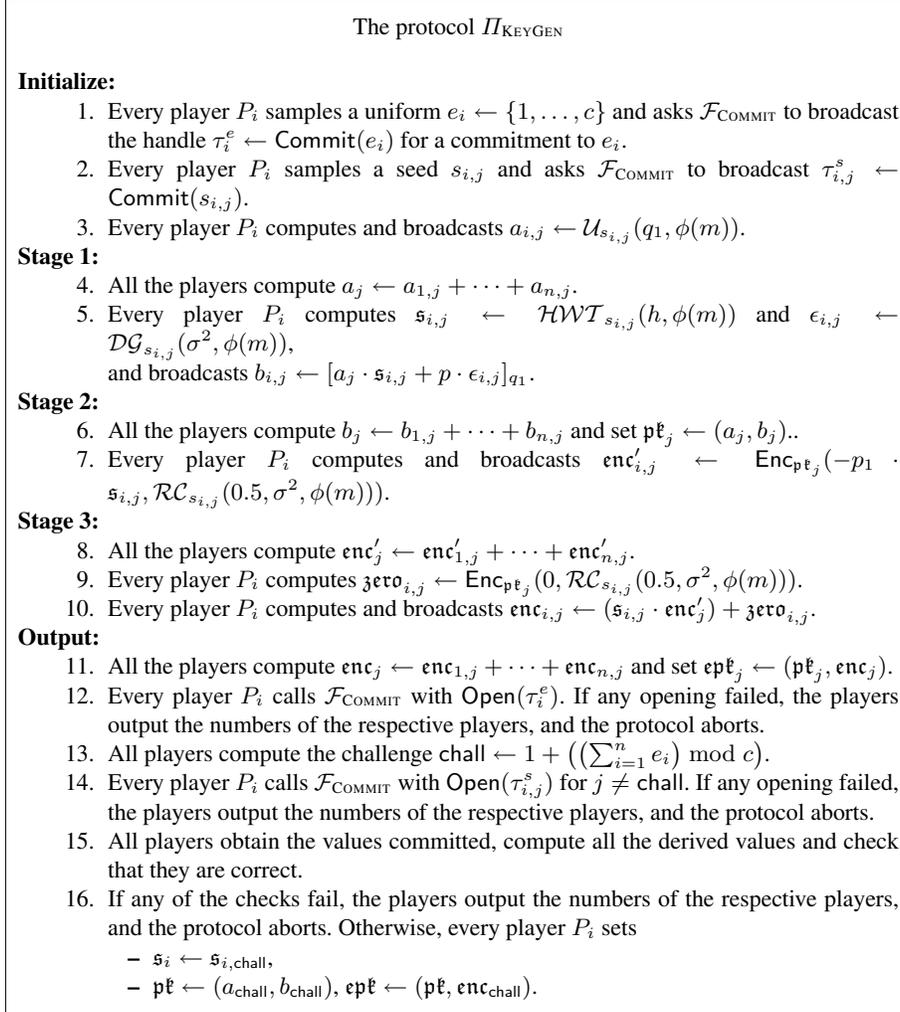 The protocol Π_KEYGEN
Initialize:
1. Every player P_i samples a uniform e_i ← {1, . . . , c} and asks F_COMMIT to broadcast
the handle τ_i^e ← Commit(e_i) for a commitment to e_i.
2. Every player P_i samples a seed s_{i,j} and asks F_COMMIT to broadcast τ_{i,j}^s ←
Commit(s_{i,j}).
3. Every player P_i computes and broadcasts a_{i,j} ← U_{s_{i,j}}(q_1, ϕ(m)).
Stage 1:
4. All the players compute a_j ← a_{1,j} + · · · + a_{n,j}.
5. Every player P_i computes 𝔰_{i,j} ← HWT_{s_{i,j}}(h, ϕ(m)) and ϵ_{i,j} ←
DG_{s_{i,j}}(σ², ϕ(m)),
and broadcasts b_{i,j} ← [a_j · 𝔰_{i,j} + p · ϵ_{i,j}]_{q_1}.
Stage 2:
6. All the players compute b_j ← b_{1,j} + · · · + b_{n,j} and set 𝔭𝔨_j ← (a_j, b_j)..
7. Every player P_i computes and broadcasts 𝔢𝔫𝔠′_{i,j} ← Enc_{𝔭𝔨_j}(−p_1 ·
𝔰_{i,j}, RC_{s_{i,j}}(0.5, σ², ϕ(m))).
Stage 3:
8. All the players compute 𝔢𝔫𝔠′_j ← 𝔢𝔫𝔠′_{1,j} + · · · + 𝔢𝔫𝔠′_{n,j}.
9. Every player P_i computes 𝔷𝔢𝔯𝔬_{i,j} ← Enc_{𝔭𝔨_j}(0, RC_{s_{i,j}}(0.5, σ², ϕ(m))).
10. Every player P_i computes and broadcasts 𝔢𝔫𝔠_{i,j} ← (𝔰_{i,j} · 𝔢𝔫𝔠′_j) + 𝔷𝔢𝔯𝔬_{i,j}.
Output:
11. All the players compute 𝔢𝔫𝔠_j ← 𝔢𝔫𝔠_{1,j} + · · · + 𝔢𝔫𝔠_{n,j} and set 𝔢𝔭𝔨_j ← (𝔭𝔨_j, 𝔢𝔫𝔠_j).
12. Every player P_i calls F_COMMIT with Open(τ_i^e). If any opening failed, the players
output the numbers of the respective players, and the protocol aborts.
13. All players compute the challenge chall ← 1 + ((∑_{i=1}^n e_i) mod c).
14. Every player P_i calls F_COMMIT with Open(τ_{i,j}^s) for j ≠ chall. If any opening failed,
the players output the numbers of the respective players, and the protocol aborts.
15. All players obtain the values committed, compute all the derived values and check
that they are correct.
16. If any of the checks fail, the players output the numbers of the respective players,
and the protocol aborts. Otherwise, every player P_i sets
– 𝔰_i ← 𝔰_{i,chall},
– 𝔭𝔨 ← (a_chall, b_chall), 𝔢𝔭𝔨 ← (𝔭𝔨, 𝔢𝔫𝔠_chall).